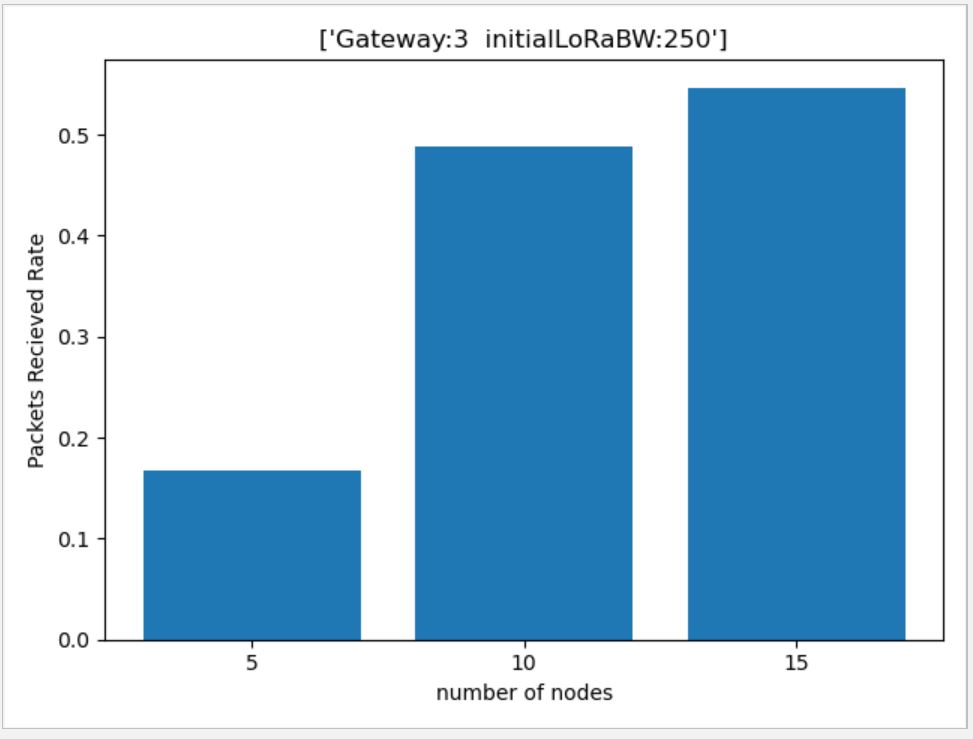 ['Gateway:3  initialLoRaBW:250']
Packets Recieved Rate
0.5
0.4
0.3
0.2
0.1
0.0
5 10 15
number of nodes